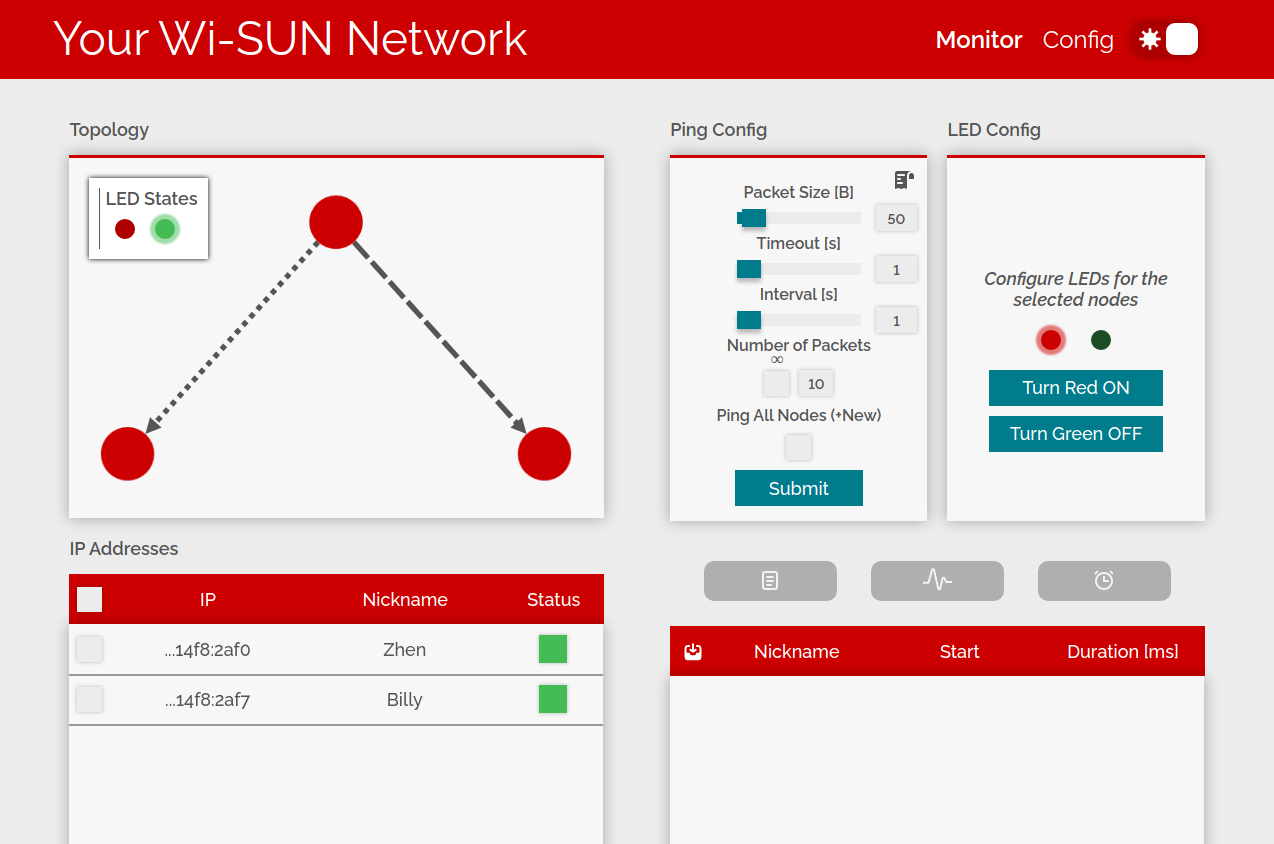 Your Wi-SUN Network
Monitor
Config
Topology
LED States
Ping Config
Packet Size [B]
50
Timeout [s]
1
Interval [s]
1
Number of Packets
∞
10
Ping All Nodes (+New)
Submit
LED Config
Configure LEDs for the
selected nodes
Turn Red ON
Turn Green OFF
IP Addresses
IP Nickname Status
...14f8:2af0 Zhen
...14f8:2af7 Billy
Nickname Start Duration [ms]